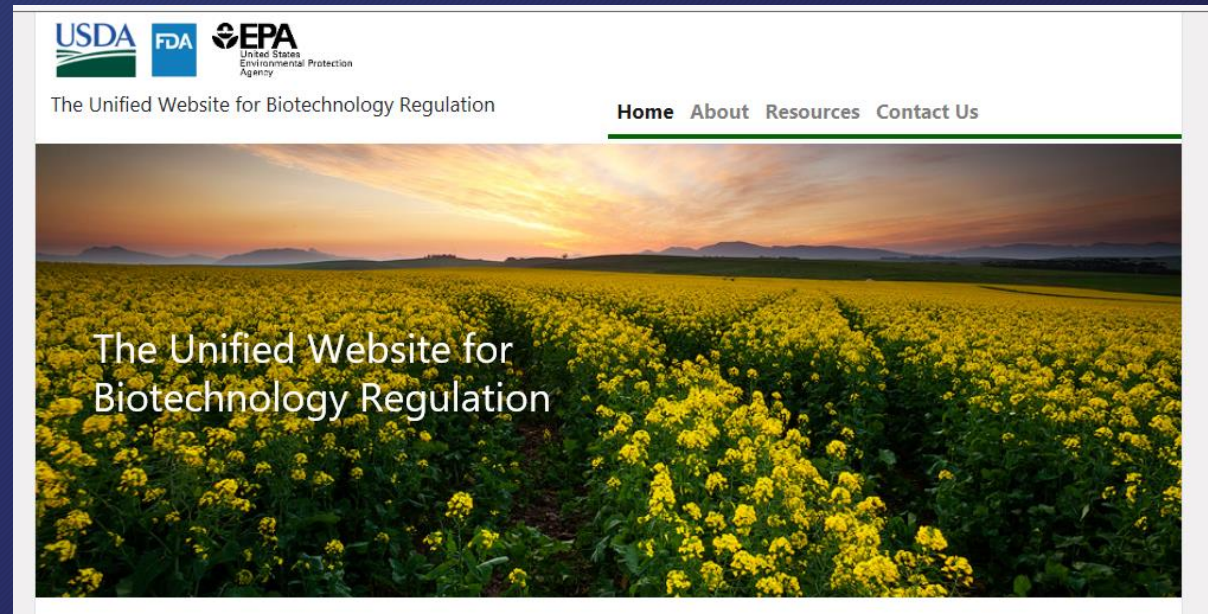 USDA
FDA
EPA
United States
Environmental Protection
Agency
The Unified Website for Biotechnology Regulation
Home About Resources Contact Us
The Unified Website for
Biotechnology Regulation